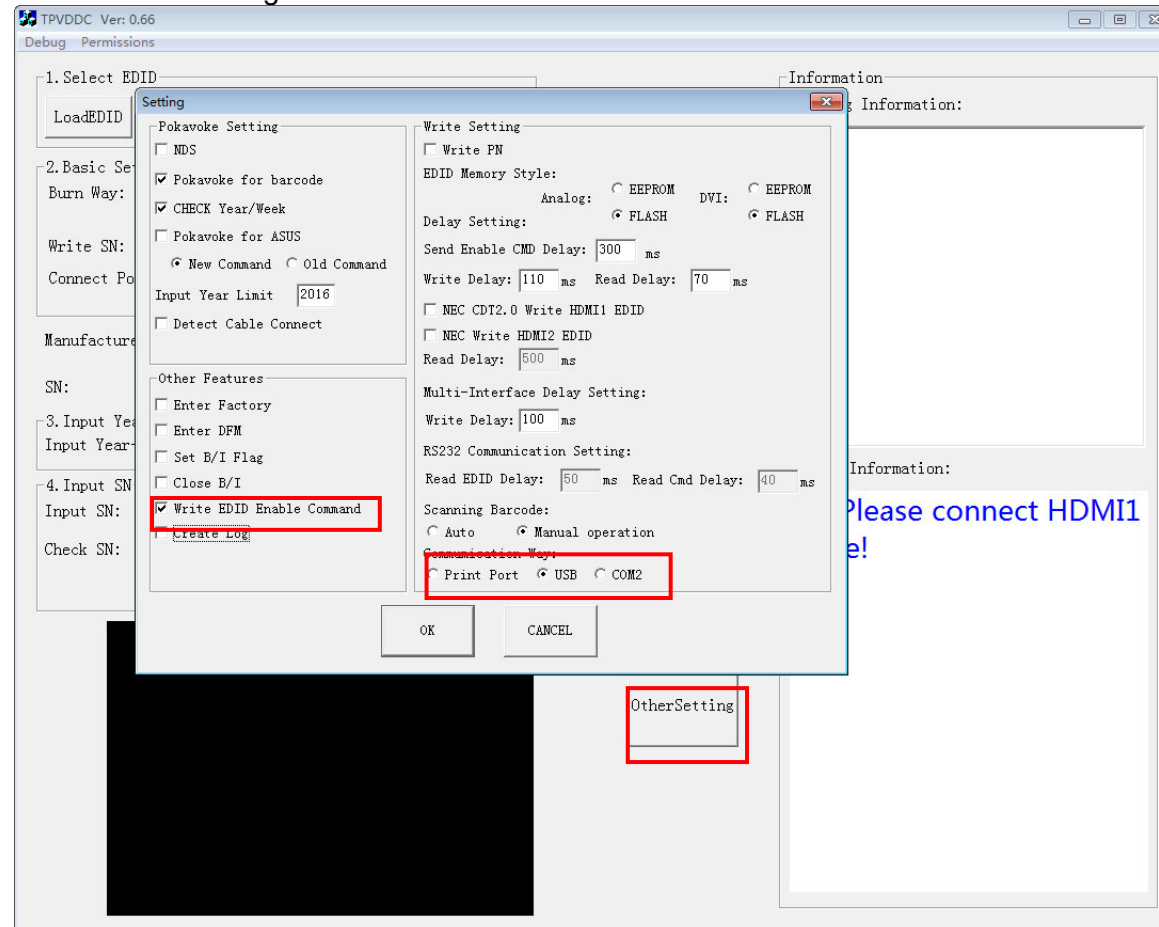 TPVDDC Ver: 0.66
Debug Permissions
1.Select EDID
LoadEDID
2.Basic Se
Burn Way:
Write SN:
Connect Po
Manufacture
SN:
3.Input Yea
Input Year-
4.Input SN
Input SN:
Check SN:
Setting
Pokavoke Setting
NDS
Pokavoke for barcode
CHECK Year/Week
Pokavoke for ASUS
New Command Old Command
Input Year Limit 2016
Detect Cable Connect
Other Features
Enter Factory
Enter DFM
Set B/I Flag
Close B/I
Write EDID Enable Command
Create Log
Write Setting
Write PN
EDID Memory Style:
Analog: EEPROM DVI: EEPROM
FLASH FLASH
Delay Setting:
Send Enable CMD Delay: 300 ms
Write Delay: 110 ms Read Delay: 70 ms
NEC CDT2.0 Write HDMI1 EDID
NEC Write HDMI2 EDID
Read Delay: 500 ms
Multi-Interface Delay Setting:
Write Delay: 100 ms
RS232 Communication Setting:
Read EDID Delay: 50 ms Read Cmd Delay: 40 ms
Scanning Barcode:
Auto Manual operation
Communication Way:
Print Port USB COM2
OK CANCEL
OtherSetting
Information
Information:
Information:
Please connect HDMI1
e!